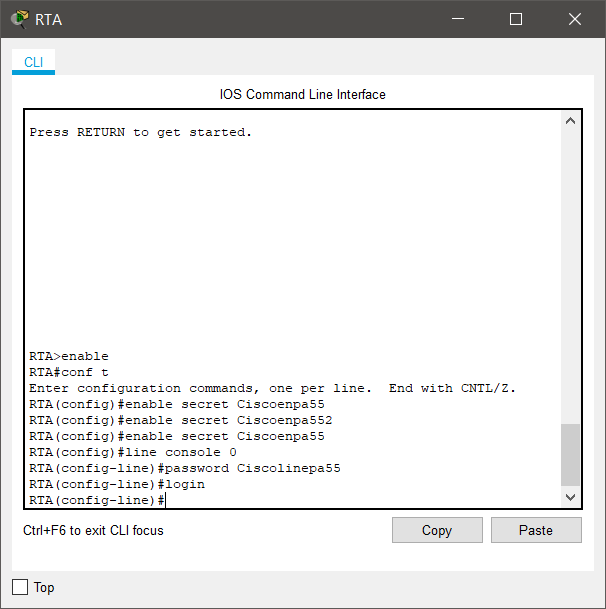 RTA
CLI
IOS Command Line Interface
Press RETURN to get started.
RTA>enable
RTA#conf t
Enter configuration commands, one per line.  End with CNTL/Z.
RTA(config)#enable secret Ciscoenpa55
RTA(config)#enable secret Ciscoenpa552
RTA(config)#enable secret Ciscoenpa55
RTA(config)#line console 0
RTA(config-line)#password Ciscolinepa55
RTA(config-line)#login
RTA(config-line)#
Ctrl+F6 to exit CLI focus
Copy
Paste
Top